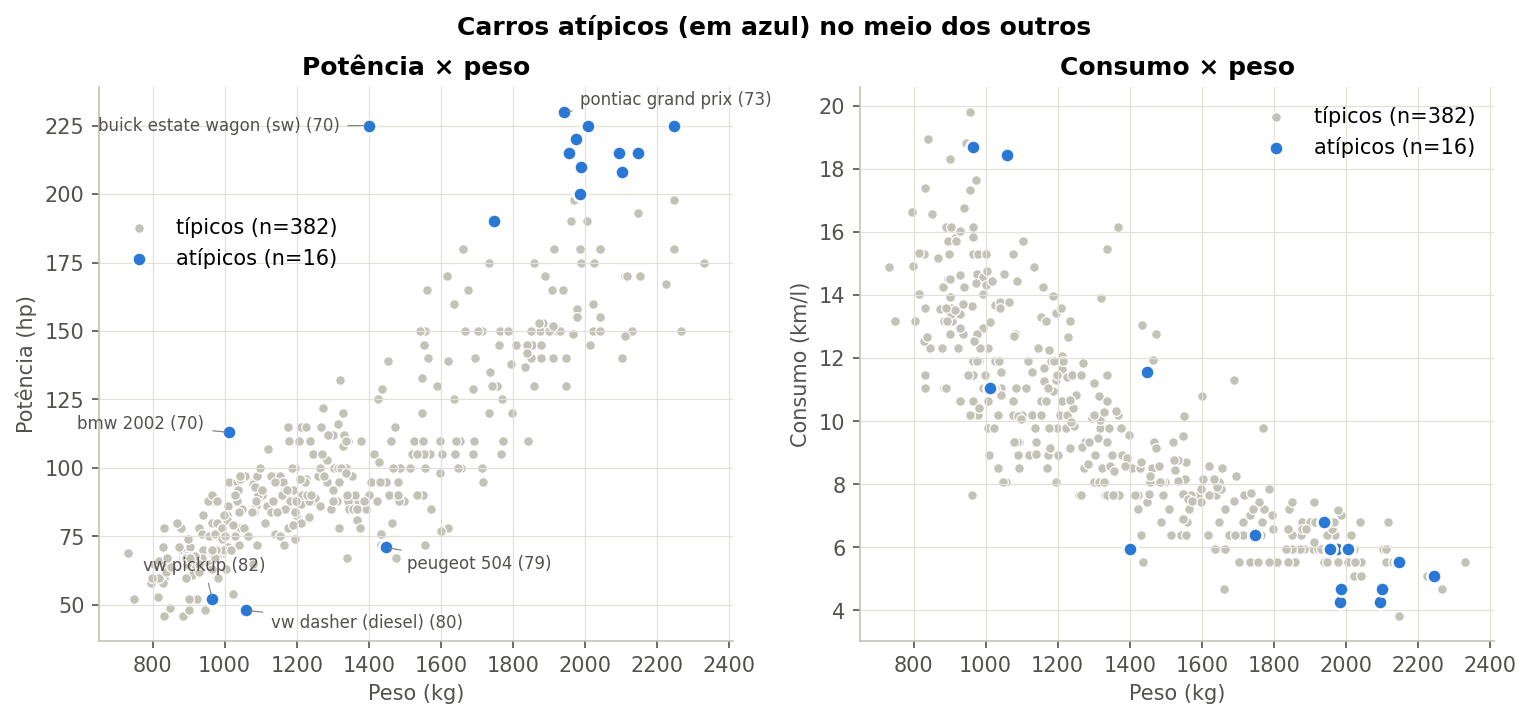 Carros atípicos (em azul) no meio dos outros
Potência × peso
pontiac grand prix (73)
buick estate wagon (sw) (70)
típicos (n=382)
atípicos (n=16)
bmw 2002 (70)
vw pickup (82)
peugeot 504 (79)
vw dasher (diesel) (80)
225
200
175
150
125
100
75
50
Potência (hp)
800 1000 1200 1400 1600 1800 2000 2200 2400
Peso (kg)
Consumo × peso
típicos (n=382)
atípicos (n=16)
20
18
16
14
12
10
8
6
4
Consumo (km/l)
800 1000 1200 1400 1600 1800 2000 2200 2400
Peso (kg)